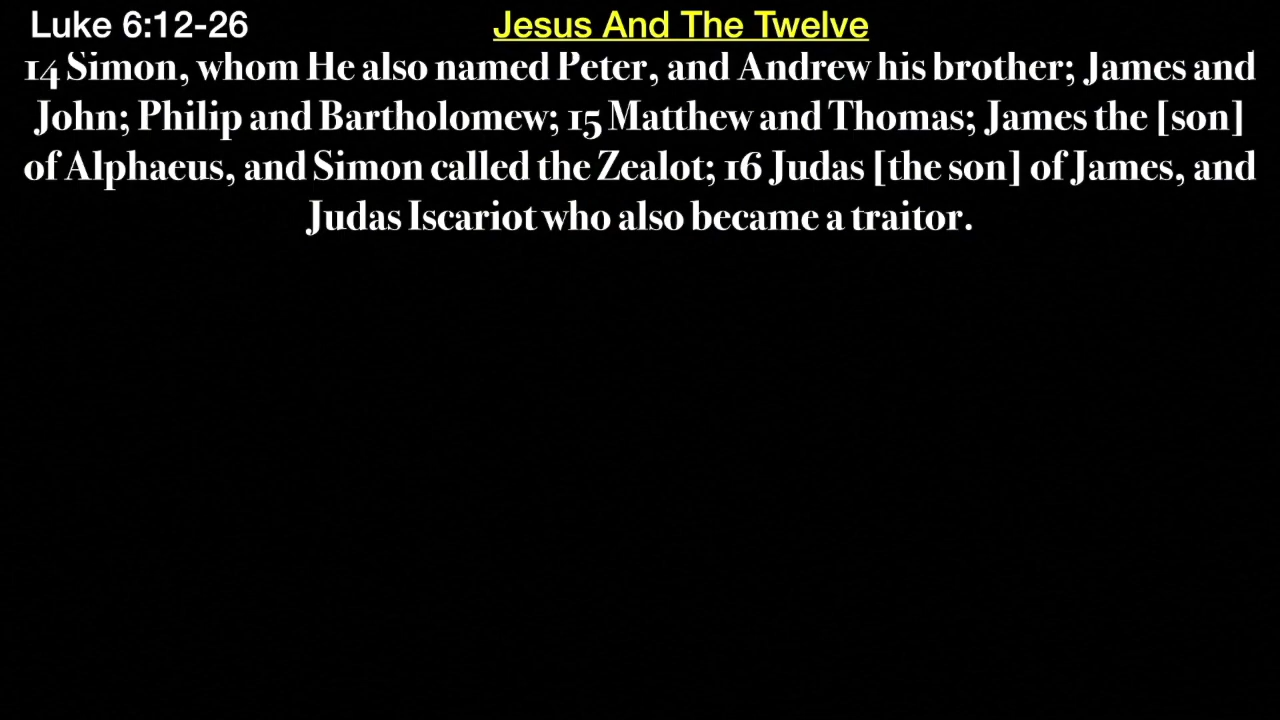 Luke 6:12-26
Jesus And The Twelve
14 Simon, whom He also named Peter, and Andrew his brother; James and
John; Philip and Bartholomew; 15 Matthew and Thomas; James the [son]
of Alphaeus, and Simon called the Zealot; 16 Judas [the son] of James, and
Judas Iscariot who also became a traitor.